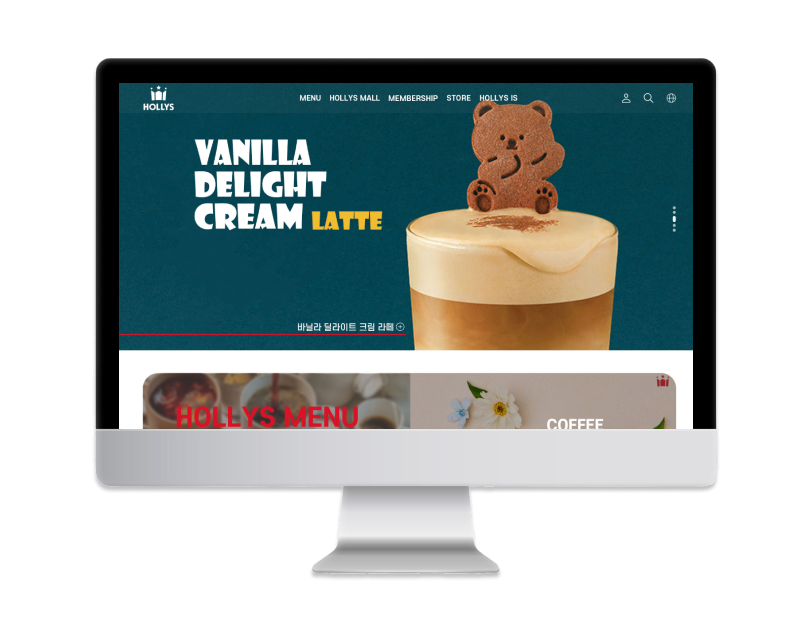 HOLLYS
MENU HOLLYS MALL MEMBERSHIP STORE HOLLYS IS
VANILLA
DELIGHT
CREAM LATTE
바닐라 딜라이트 크림 라떼
HOLLYS MENU
COFFEE